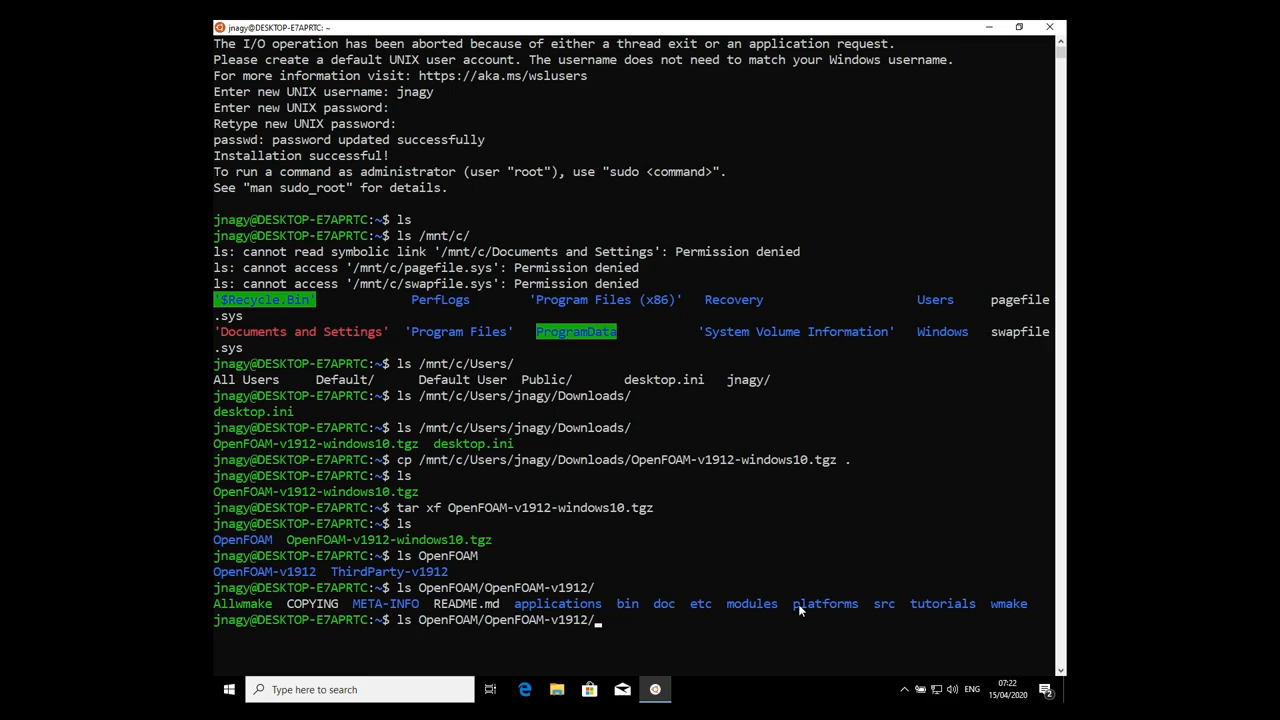 jnagy@DESKTOP-E7APRTC: ~
The I/O operation has been aborted because of either a thread exit or an application request.
Please create a default UNIX user account. The username does not need to match your Windows username.
For more information visit: https://aka.ms/wslusers
Enter new UNIX username: jnagy
Enter new UNIX password:
Retype new UNIX password:
passwd: password updated successfully
Installation successful!
To run a command as administrator (user "root"), use "sudo <command>".
See "man sudo_root" for details.
jnagy@DESKTOP-E7APRTC:~$ ls
jnagy@DESKTOP-E7APRTC:~$ ls /mnt/c/
ls: cannot read symbolic link '/mnt/c/Documents and Settings': Permission denied
ls: cannot access '/mnt/c/pagefile.sys': Permission denied
ls: cannot access '/mnt/c/swapfile.sys': Permission denied
'$Recycle.Bin' PerfLogs 'Program Files (x86)' Recovery Users pagefile
.sys
'Documents and Settings' 'Program Files' ProgramData 'System Volume Information' Windows swapfile
.sys
jnagy@DESKTOP-E7APRTC:~$ ls /mnt/c/Users/
All Users Default/ Default User Public/ desktop.ini jnagy/
jnagy@DESKTOP-E7APRTC:~$ ls /mnt/c/Users/jnagy/Downloads/
desktop.ini
jnagy@DESKTOP-E7APRTC:~$ ls /mnt/c/Users/jnagy/Downloads/
OpenFOAM-v1912-windows10.tgz desktop.ini
jnagy@DESKTOP-E7APRTC:~$ cp /mnt/c/Users/jnagy/Downloads/OpenFOAM-v1912-windows10.tgz .
jnagy@DESKTOP-E7APRTC:~$ ls
OpenFOAM-v1912-windows10.tgz
jnagy@DESKTOP-E7APRTC:~$ tar xf OpenFOAM-v1912-windows10.tgz
jnagy@DESKTOP-E7APRTC:~$ ls
OpenFOAM OpenFOAM-v1912-windows10.tgz
jnagy@DESKTOP-E7APRTC:~$ ls OpenFOAM
OpenFOAM-v1912 ThirdParty-v1912
jnagy@DESKTOP-E7APRTC:~$ ls OpenFOAM/OpenFOAM-v1912/
Allwmake COPYING META-INFO README.md applications bin doc etc modules platforms src tutorials wmake
jnagy@DESKTOP-E7APRTC:~$ ls OpenFOAM/OpenFOAM-v1912/
Type here to search
ENG
07:22
15/04/2020
2